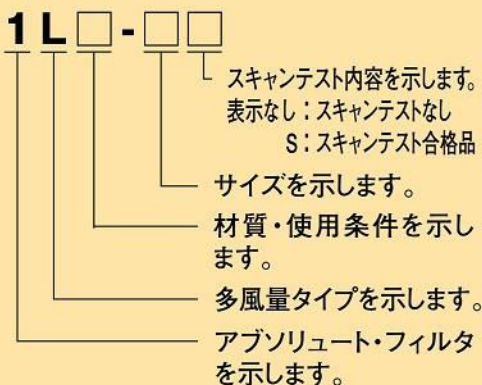 1L□-□□
スキャンテスト内容を示します。
表示なし：スキャンテストなし
S：スキャンテスト合格品
サイズを示します。
材質・使用条件を示し
ます。
多風量タイプを示します。
アブソリュート・フィルタ
を示します。